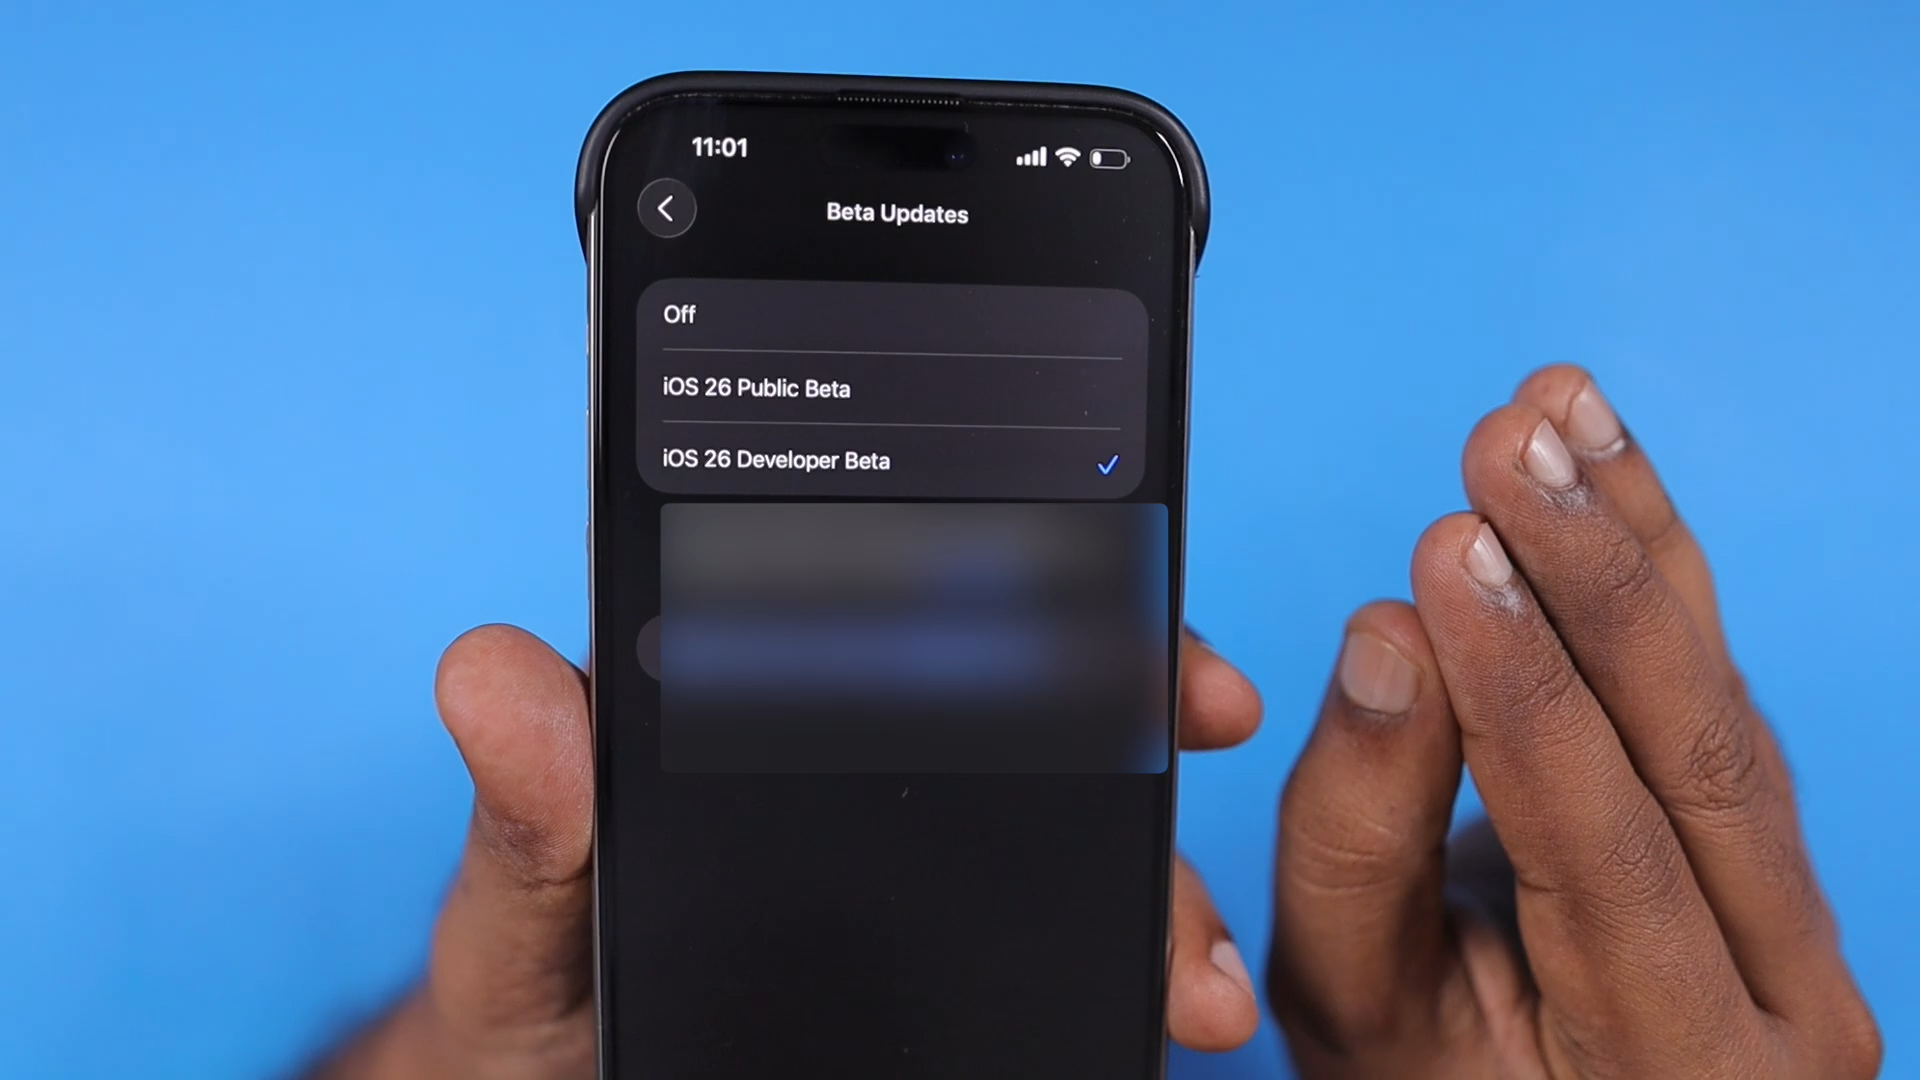 11:01
Beta Updates
Off
iOS 26 Public Beta
iOS 26 Developer Beta